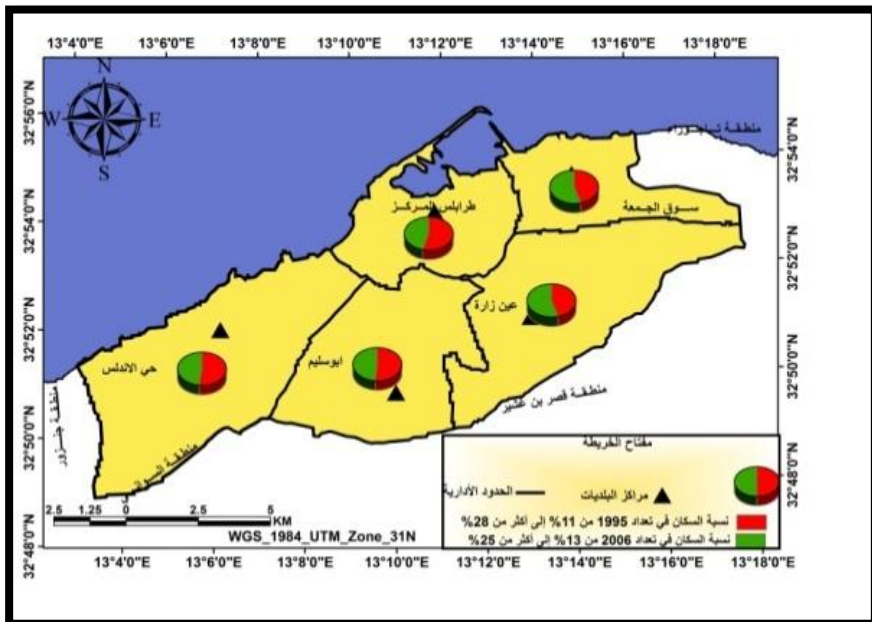 13°4'0"E 13°6'0"E 13°8'0"E 13°10'0"E 13°12'0"E 13°14'0"E 13°16'0"E 13°18'0"E
N
W E
S
32°56'0"N
32°54'0"N
32°52'0"N
32°50'0"N
32°48'0"N
32°54'0"N
32°52'0"N
32°50'0"N
32°48'0"N
منطقة تاجوراء
طرابلس المركز
سوق الجمعة
عين زارة
ابوسليم
حي الاندلس
منطقة قصر بن غشير
منطقة جنزور
منطقة
مفتاح الخريطة
مراكز البلديات
الحدود الأدارية
نسبة السكان في تعداد 1995 من 11% إلى أكثر من 28%
نسبة السكان في تعداد 2006 من 13% إلى أكثر من 25%
2.5 1.25 0 2.5 5
KM
WGS_1984_UTM_Zone_31N
13°4'0"E 13°6'0"E 13°8'0"E 13°10'0"E 13°12'0"E 13°14'0"E 13°16'0"E 13°18'0"E